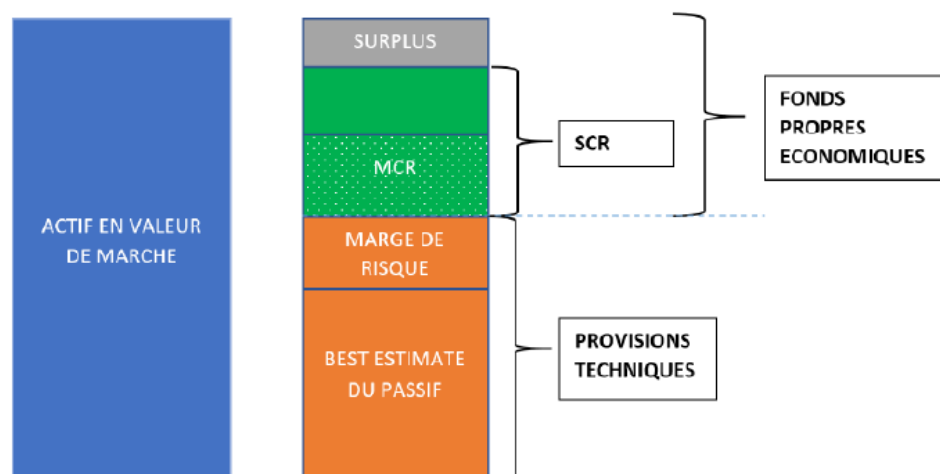 SURPLUS
FONDS
PROPRES
ECONOMIQUES
SCR
MCR
ACTIF EN VALEUR
DE MARCHE
MARGE DE
RISQUE
PROVISIONS
TECHNIQUES
BEST ESTIMATE
DU PASSIF